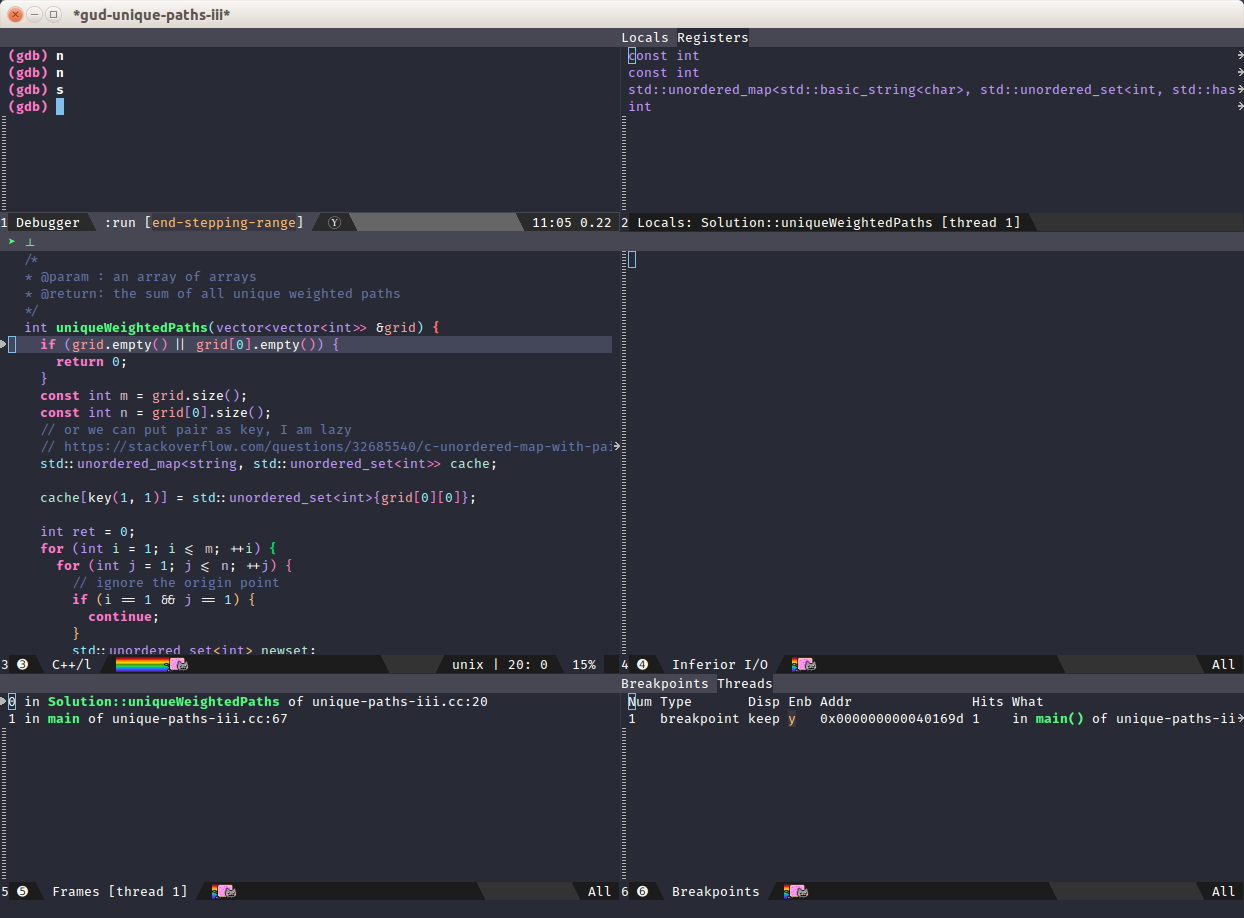 *gud-unique-paths-iii*
(gdb) n
(gdb) n
(gdb) s
(gdb)
1 Debugger :run [end-stepping-range] Ⓨ 11:05 0.22
Locals Registers
const int
const int
std::unordered_map<std::basic_string<char>, std::unordered_set<int, std::has
int
2 Locals: Solution::uniqueWeightedPaths [thread 1]
/*
* @param : an array of arrays
* @return: the sum of all unique weighted paths
*/
int uniqueWeightedPaths(vector<vector<int>> &grid) {
if (grid.empty() || grid[0].empty()) {
return 0;
}
const int m = grid.size();
const int n = grid[0].size();
// or we can put pair as key, I am lazy
// https://stackoverflow.com/questions/32685540/c-unordered-map-with-pai
std::unordered_map<string, std::unordered_set<int>> cache;
cache[key(1, 1)] = std::unordered_set<int>{grid[0][0]};
int ret = 0;
for (int i = 1; i <= m; ++i) {
for (int j = 1; j <= n; ++j) {
// ignore the origin point
if (i == 1 && j == 1) {
continue;
}
std::unordered_set<int> newset;
3 ❸ C++/l unix | 20: 0 15%
4 ❹ Inferior I/O All
0 in Solution::uniqueWeightedPaths of unique-paths-iii.cc:20
1 in main of unique-paths-iii.cc:67
5 ❺ Frames [thread 1] All
Breakpoints Threads
Num Type Disp Enb Addr Hits What
1 breakpoint keep y 0x000000000040169d 1 in main() of unique-paths-ii
6 ❻ Breakpoints All